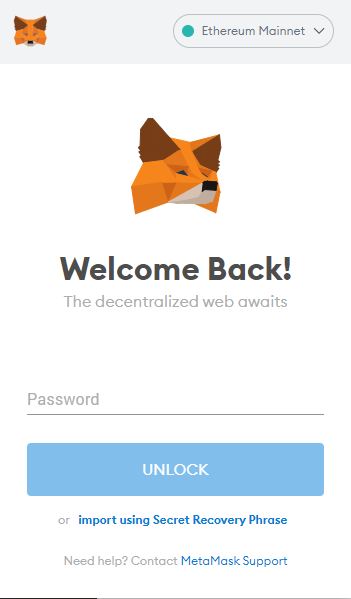 Ethereum Mainnet
Welcome Back!
The decentralized web awaits
Password
UNLOCK
or import using Secret Recovery Phrase
Need help? Contact MetaMask Support